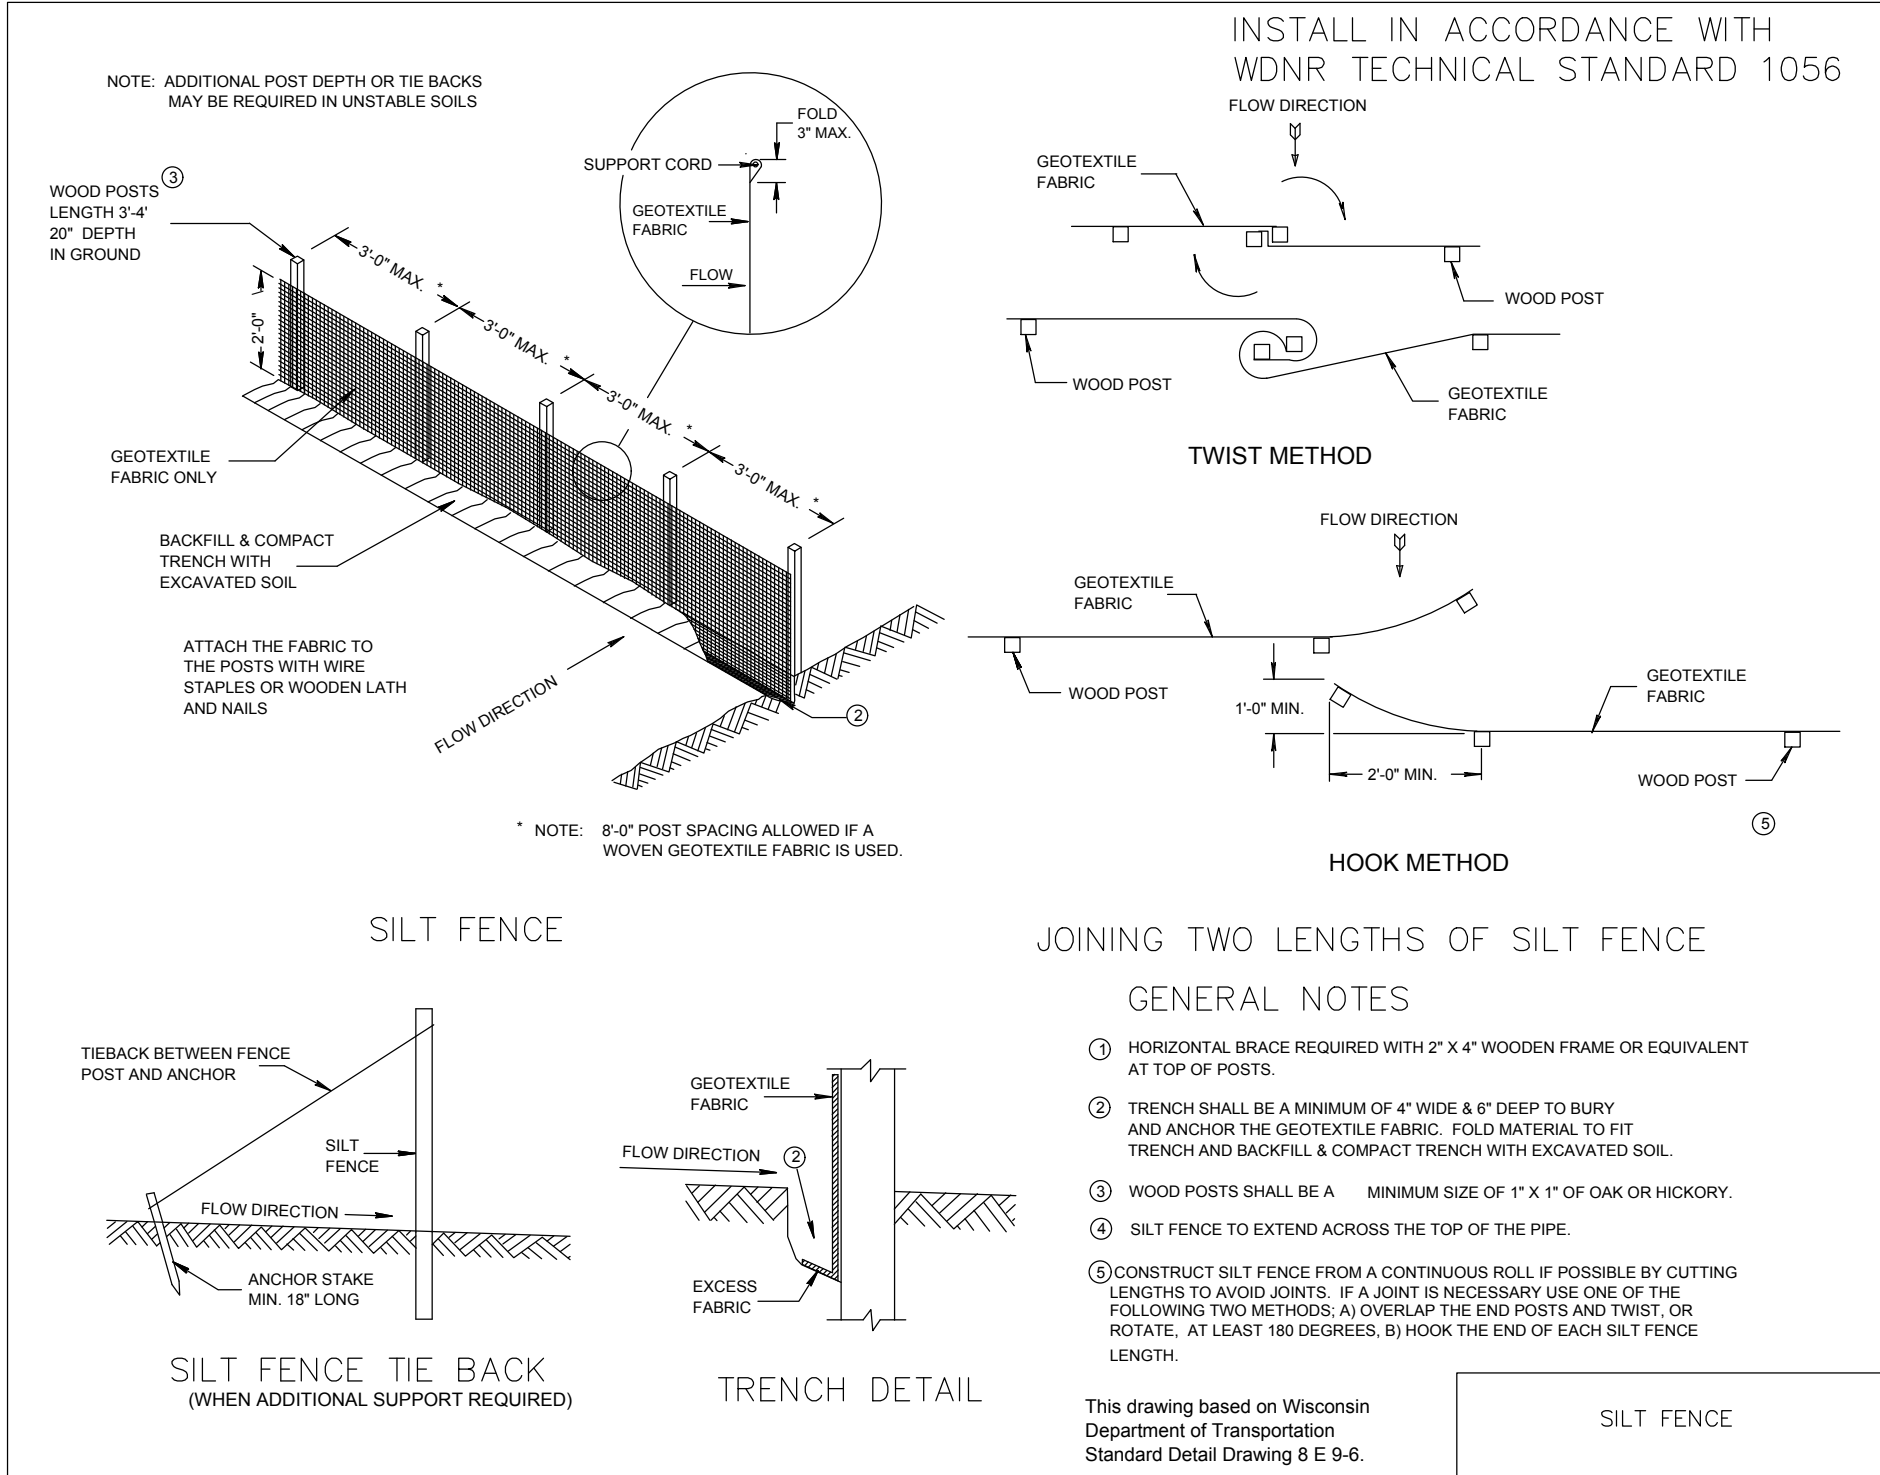 INSTALL IN ACCORDANCE WITH
WDNR TECHNICAL STANDARD 1056
NOTE: ADDITIONAL POST DEPTH OR TIE BACKS
MAY BE REQUIRED IN UNSTABLE SOILS
WOOD POSTS ③
LENGTH 3'-4'
20" DEPTH
IN GROUND
2'-0"
3'-0" MAX. *
3'-0" MAX. *
3'-0" MAX. *
3'-0" MAX. *
FOLD
3" MAX.
SUPPORT CORD
GEOTEXTILE
FABRIC
FLOW
GEOTEXTILE
FABRIC ONLY
BACKFILL & COMPACT
TRENCH WITH
EXCAVATED SOIL
ATTACH THE FABRIC TO
THE POSTS WITH WIRE
STAPLES OR WOODEN LATH
AND NAILS
FLOW DIRECTION
②
* NOTE: 8'-0" POST SPACING ALLOWED IF A
WOVEN GEOTEXTILE FABRIC IS USED.
SILT FENCE
FLOW DIRECTION
GEOTEXTILE
FABRIC
WOOD POST
WOOD POST
GEOTEXTILE
FABRIC
TWIST METHOD
FLOW DIRECTION
GEOTEXTILE
FABRIC
WOOD POST
1'-0" MIN.
2'-0" MIN.
GEOTEXTILE
FABRIC
WOOD POST
⑤
HOOK METHOD
JOINING TWO LENGTHS OF SILT FENCE
TIEBACK BETWEEN FENCE
POST AND ANCHOR
SILT
FENCE
FLOW DIRECTION
ANCHOR STAKE
MIN. 18" LONG
SILT FENCE TIE BACK
(WHEN ADDITIONAL SUPPORT REQUIRED)
GEOTEXTILE
FABRIC
FLOW DIRECTION
②
EXCESS
FABRIC
TRENCH DETAIL
GENERAL NOTES
① HORIZONTAL BRACE REQUIRED WITH 2" X 4" WOODEN FRAME OR EQUIVALENT
AT TOP OF POSTS.
② TRENCH SHALL BE A MINIMUM OF 4" WIDE & 6" DEEP TO BURY
AND ANCHOR THE GEOTEXTILE FABRIC. FOLD MATERIAL TO FIT
TRENCH AND BACKFILL & COMPACT TRENCH WITH EXCAVATED SOIL.
③ WOOD POSTS SHALL BE A MINIMUM SIZE OF 1" X 1" OF OAK OR HICKORY.
④ SILT FENCE TO EXTEND ACROSS THE TOP OF THE PIPE.
⑤ CONSTRUCT SILT FENCE FROM A CONTINUOUS ROLL IF POSSIBLE BY CUTTING
LENGTHS TO AVOID JOINTS. IF A JOINT IS NECESSARY USE ONE OF THE
FOLLOWING TWO METHODS; A) OVERLAP THE END POSTS AND TWIST, OR
ROTATE, AT LEAST 180 DEGREES, B) HOOK THE END OF EACH SILT FENCE
LENGTH.
This drawing based on Wisconsin
Department of Transportation
Standard Detail Drawing 8 E 9-6.
SILT FENCE